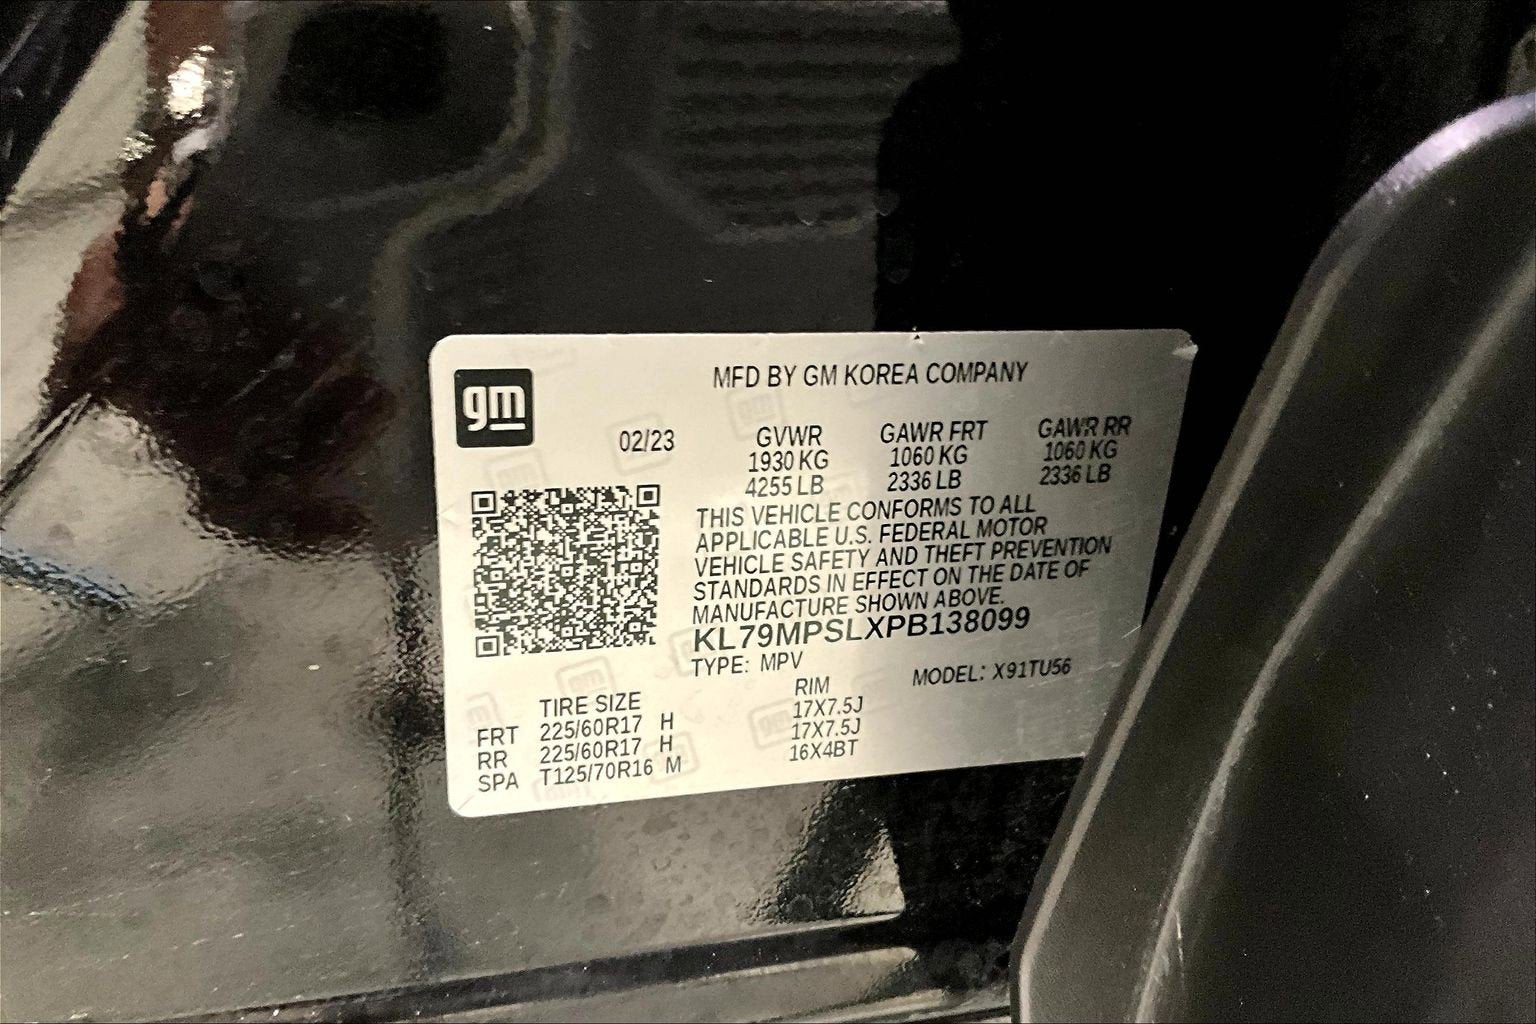 gm
MFD BY GM KOREA COMPANY
02/23 GVWR GAWR FRT GAWR RR
1930 KG 1060 KG 1060 KG
4255 LB 2336 LB 2336 LB
THIS VEHICLE CONFORMS TO ALL
APPLICABLE U.S. FEDERAL MOTOR
VEHICLE SAFETY AND THEFT PREVENTION
STANDARDS IN EFFECT ON THE DATE OF
MANUFACTURE SHOWN ABOVE.
KL79MPSLXPB138099
TYPE: MPV MODEL: X91TU56
TIRE SIZE RIM
FRT 225/60R17 H 17X7.5J
RR 225/60R17 H 17X7.5J
SPA T125/70R16 M 16X4BT